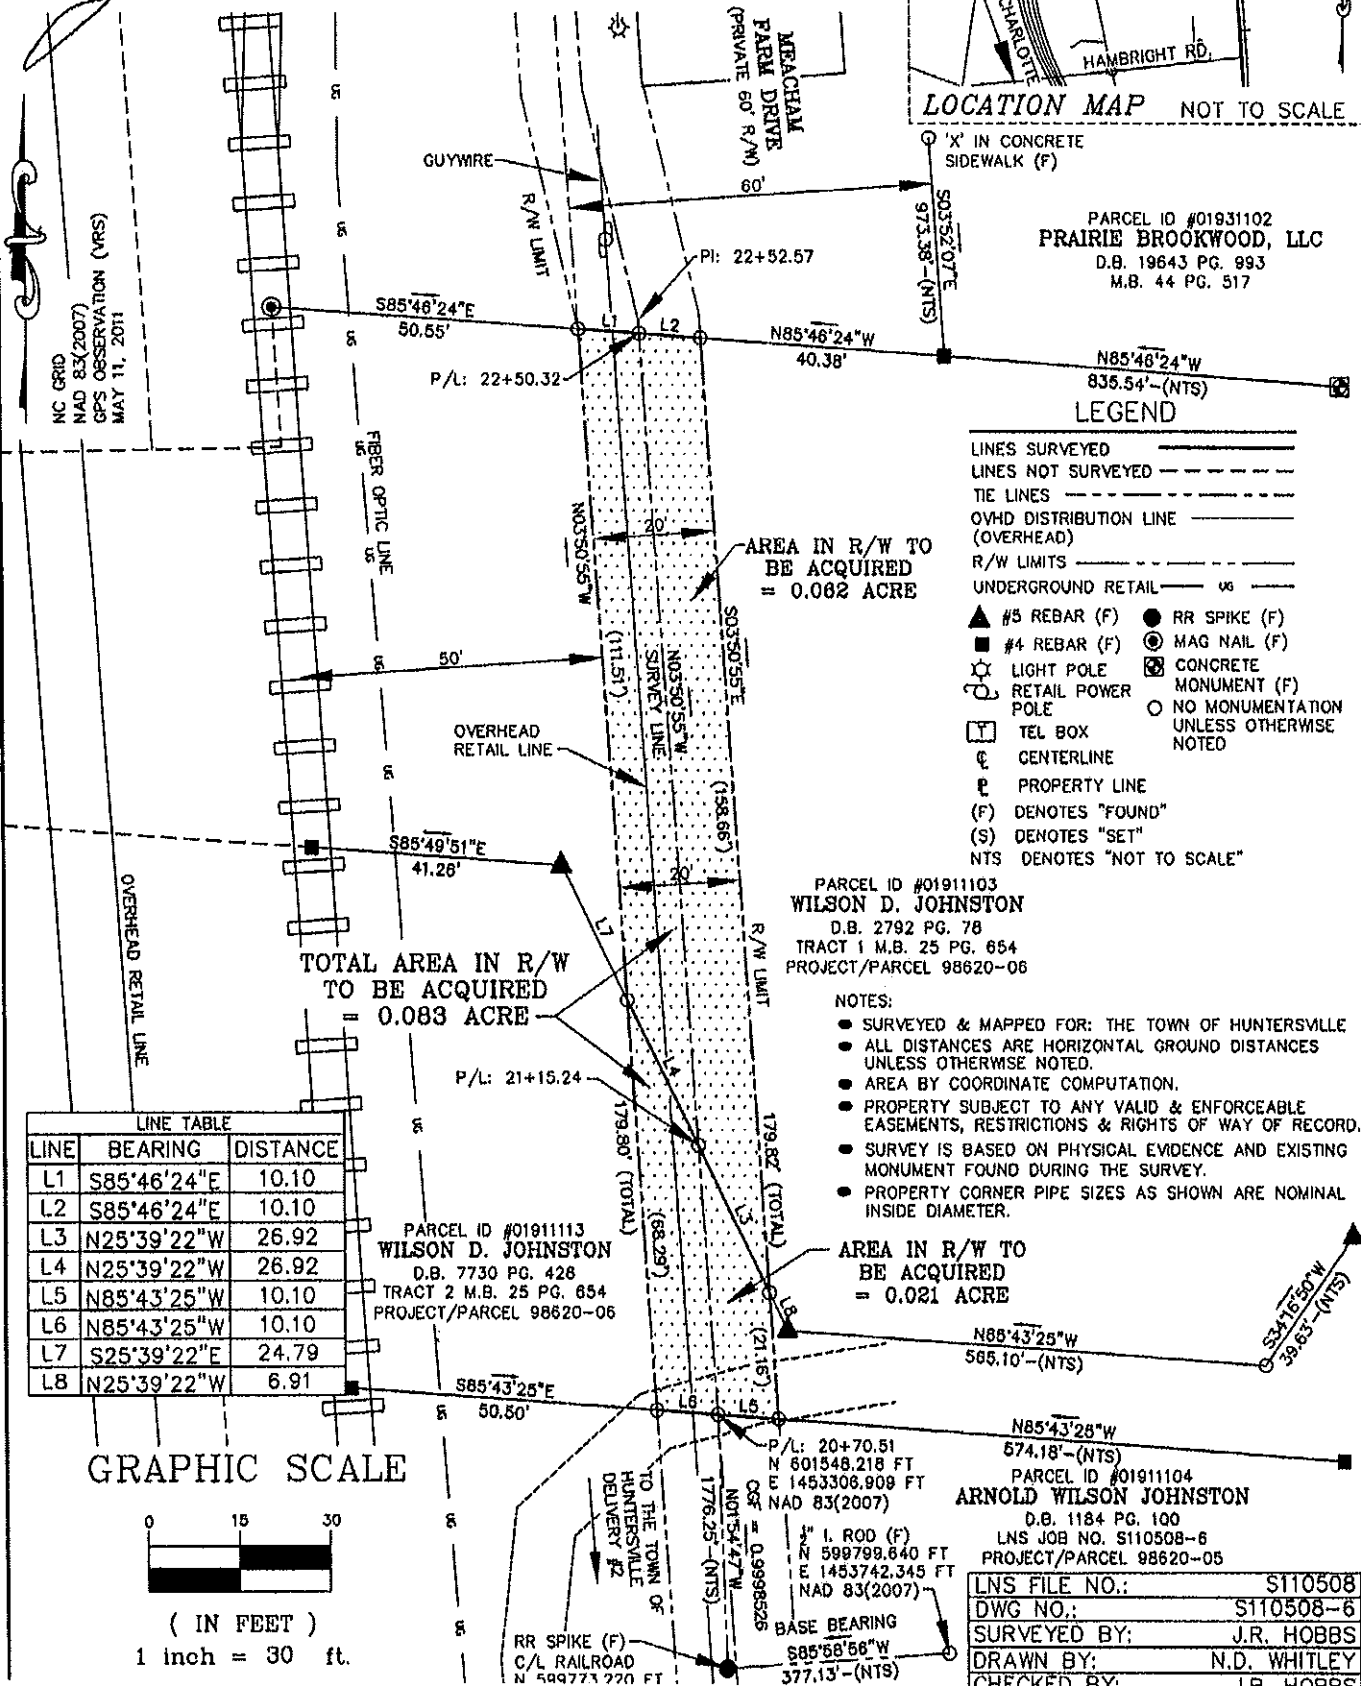 CHARLOTTE
HAMBRIGHT RD.
LOCATION MAP NOT TO SCALE
MEACHAM
FARM DRIVE
(PRIVATE 60' R/W)
'X' IN CONCRETE
SIDEWALK (F)
GUYWIRE
R/W LIMIT
60'
S03°52'07"E
973.38'-(NTS)
PARCEL ID #01931102
PRAIRIE BROOKWOOD, LLC
D.B. 19643 PG. 993
M.B. 44 PG. 517
NC GRID
NAD 83(2007)
GPS OBSERVATION (VRS)
MAY 11, 2011
PI: 22+52.57
S85°46'24"E
50.55'
L1
L2
N85°46'24"W
40.38'
N85°46'24"W
835.54'-(NTS)
P/L: 22+50.32
LEGEND
LINES SURVEYED
LINES NOT SURVEYED
TIE LINES
OVHD DISTRIBUTION LINE
(OVERHEAD)
R/W LIMITS
UNDERGROUND RETAIL UG
#5 REBAR (F)
RR SPIKE (F)
#4 REBAR (F)
MAG NAIL (F)
LIGHT POLE
CONCRETE
MONUMENT (F)
RETAIL POWER
POLE
NO MONUMENTATION
UNLESS OTHERWISE
NOTED
T TEL BOX
CENTERLINE
PROPERTY LINE
(F) DENOTES "FOUND"
(S) DENOTES "SET"
NTS DENOTES "NOT TO SCALE"
FIBER OPTIC LINE
N03°50'55"W
(111.51')
20'
AREA IN R/W TO
BE ACQUIRED
= 0.062 ACRE
S03°50'55"E
(158.66')
50'
N03°50'55"W
SURVEY LINE
OVERHEAD
RETAIL LINE
S85°49'51"E
41.26'
20'
R/W LIMIT
L7
OVERHEAD RETAIL LINE
PARCEL ID #01911103
WILSON D. JOHNSTON
D.B. 2792 PG. 78
TRACT 1 M.B. 25 PG. 654
PROJECT/PARCEL 98620-06
TOTAL AREA IN R/W
TO BE ACQUIRED
= 0.083 ACRE
NOTES:
● SURVEYED & MAPPED FOR: THE TOWN OF HUNTERSVILLE
● ALL DISTANCES ARE HORIZONTAL GROUND DISTANCES
UNLESS OTHERWISE NOTED.
● AREA BY COORDINATE COMPUTATION.
● PROPERTY SUBJECT TO ANY VALID & ENFORCEABLE
EASEMENTS, RESTRICTIONS & RIGHTS OF WAY OF RECORD.
● SURVEY IS BASED ON PHYSICAL EVIDENCE AND EXISTING
MONUMENT FOUND DURING THE SURVEY.
● PROPERTY CORNER PIPE SIZES AS SHOWN ARE NOMINAL
INSIDE DIAMETER.
L4
P/L: 21+15.24
179.80' (TOTAL)
(68.29')
179.82' (TOTAL)
L3
L8
(21.16')
LINE TABLE
LINE BEARING DISTANCE
L1 S85°46'24"E 10.10
L2 S85°46'24"E 10.10
L3 N25°39'22"W 26.92
L4 N25°39'22"W 26.92
L5 N85°43'25"W 10.10
L6 N85°43'25"W 10.10
L7 S25°39'22"E 24.79
L8 N25°39'22"W 6.91
PARCEL ID #01911113
WILSON D. JOHNSTON
D.B. 7730 PG. 428
TRACT 2 M.B. 25 PG. 654
PROJECT/PARCEL 98620-06
AREA IN R/W TO
BE ACQUIRED
= 0.021 ACRE
N85°43'25"W
565.10'-(NTS)
S34°16'50"W
39.63'-(NTS)
S85°43'25"E
50.50'
L6
L5
N85°43'28"W
574.18'-(NTS)
P/L: 20+70.51
N 601548.218 FT
E 1453306.909 FT
NAD 83(2007)
PARCEL ID #01911104
ARNOLD WILSON JOHNSTON
D.B. 1184 PG. 100
LNS JOB NO. S110508-6
PROJECT/PARCEL 98620-05
GRAPHIC SCALE
0 15 30
( IN FEET )
1 inch = 30 ft.
TO THE TOWN OF
HUNTERSVILLE
DELIVERY #2
1776.25'-(NTS)
N01°54'47"W
CGF = 0.9998526
I. ROD (F)
N 599799.640 FT
E 1453742.345 FT
NAD 83(2007)
BASE BEARING
377.13'-(NTS)
RR SPIKE (F)
C/L RAILROAD
N 599773.220 FT
LNS FILE NO.: S110508
DWG NO.: S110508-6
SURVEYED BY: J.R. HOBBS
DRAWN BY: N.D. WHITLEY
CHECKED BY: J.R. HOBBS